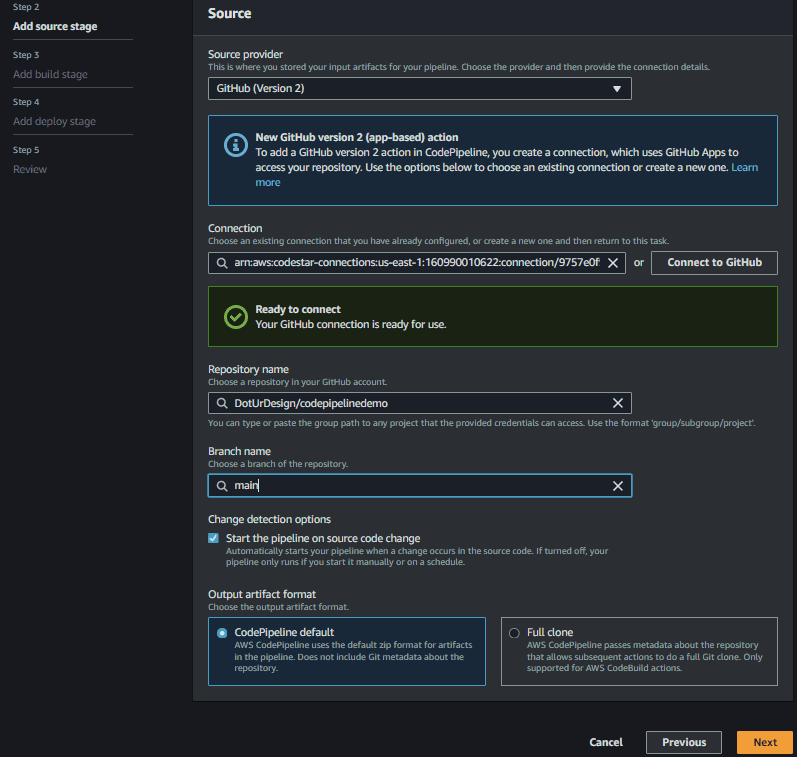 Step 2
Add source stage
Step 3
Add build stage
Step 4
Add deploy stage
Step 5
Review
Source
Source provider
This is where you stored your input artifacts for your pipeline. Choose the provider and then provide the connection details.
GitHub (Version 2)
New GitHub version 2 (app-based) action
To add a GitHub version 2 action in CodePipeline, you create a connection, which uses GitHub Apps to
access your repository. Use the options below to choose an existing connection or create a new one. Learn
more
Connection
Choose an existing connection that you have already configured, or create a new one and then return to this task.
arn:aws:codestar-connections:us-east-1:160990010622:connection/9757e0f
or
Connect to GitHub
Ready to connect
Your GitHub connection is ready for use.
Repository name
Choose a repository in your GitHub account.
DotUrDesign/codepipelinedemo
You can type or paste the group path to any project that the provided credentials can access. Use the format 'group/subgroup/project'.
Branch name
Choose a branch of the repository.
main
Change detection options
Start the pipeline on source code change
Automatically starts your pipeline when a change occurs in the source code. If turned off, your
pipeline only runs if you start it manually or on a schedule.
Output artifact format
Choose the output artifact format.
CodePipeline default
AWS CodePipeline uses the default zip format for artifacts
in the pipeline. Does not include Git metadata about the
repository.
Full clone
AWS CodePipeline passes metadata about the repository
that allows subsequent actions to do a full Git clone. Only
supported for AWS CodeBuild actions.
Cancel
Previous
Next